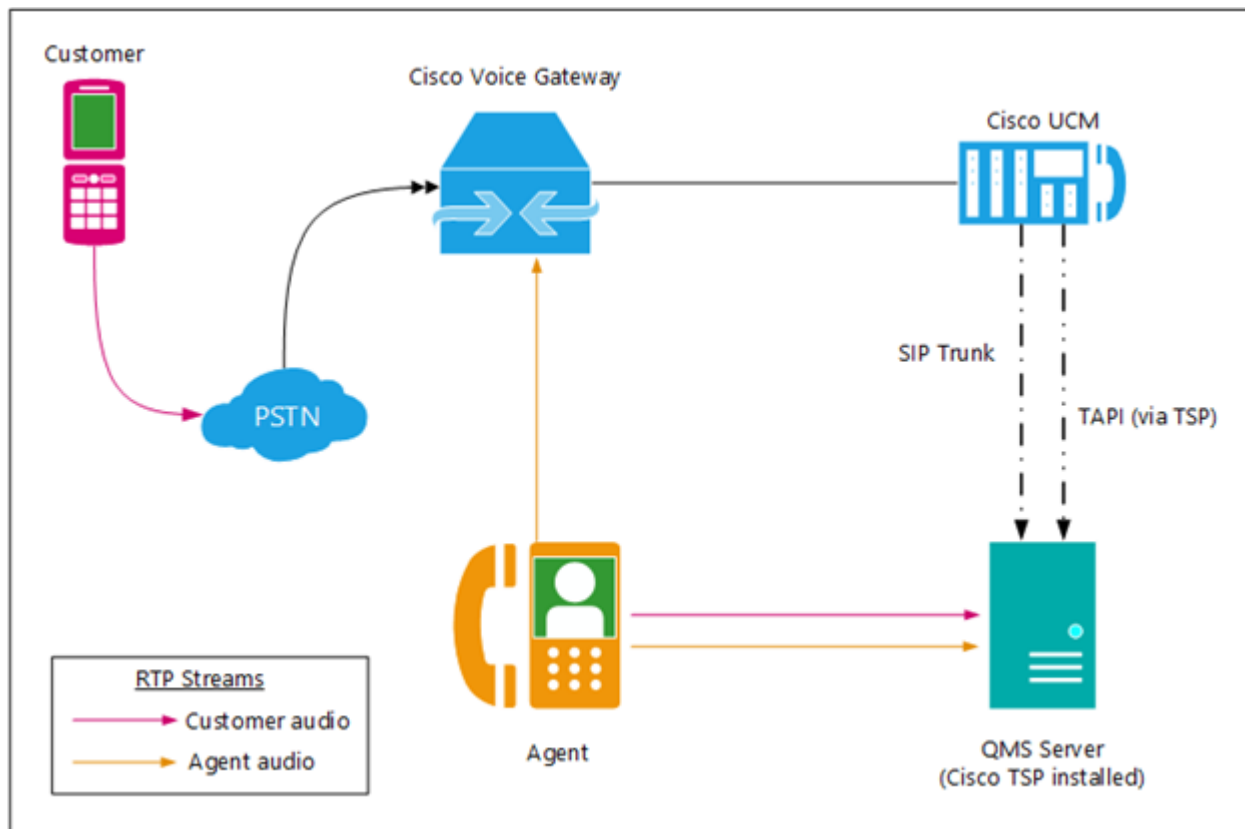 Customer
Cisco Voice Gateway
Cisco UCM
PSTN
SIP Trunk
TAPI (via TSP)
RTP Streams
Customer audio
Agent audio
Agent
QMS Server
(Cisco TSP installed)